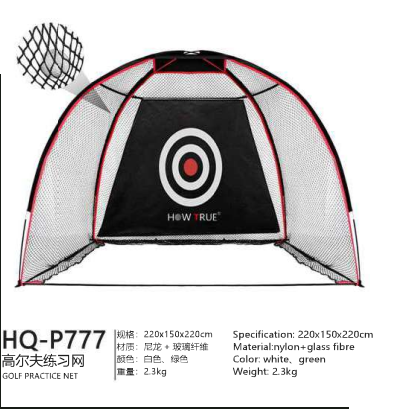 HOW TRUE®
HQ-P777
高尔夫练习网
GOLF PRACTICE NET
规格： 220x150x220cm
材质： 尼龙 + 玻璃纤维
颜色： 白色、绿色
重量： 2.3kg
Specification: 220x150x220cm
Material:nylon+glass fibre
Color: white、green
Weight: 2.3kg